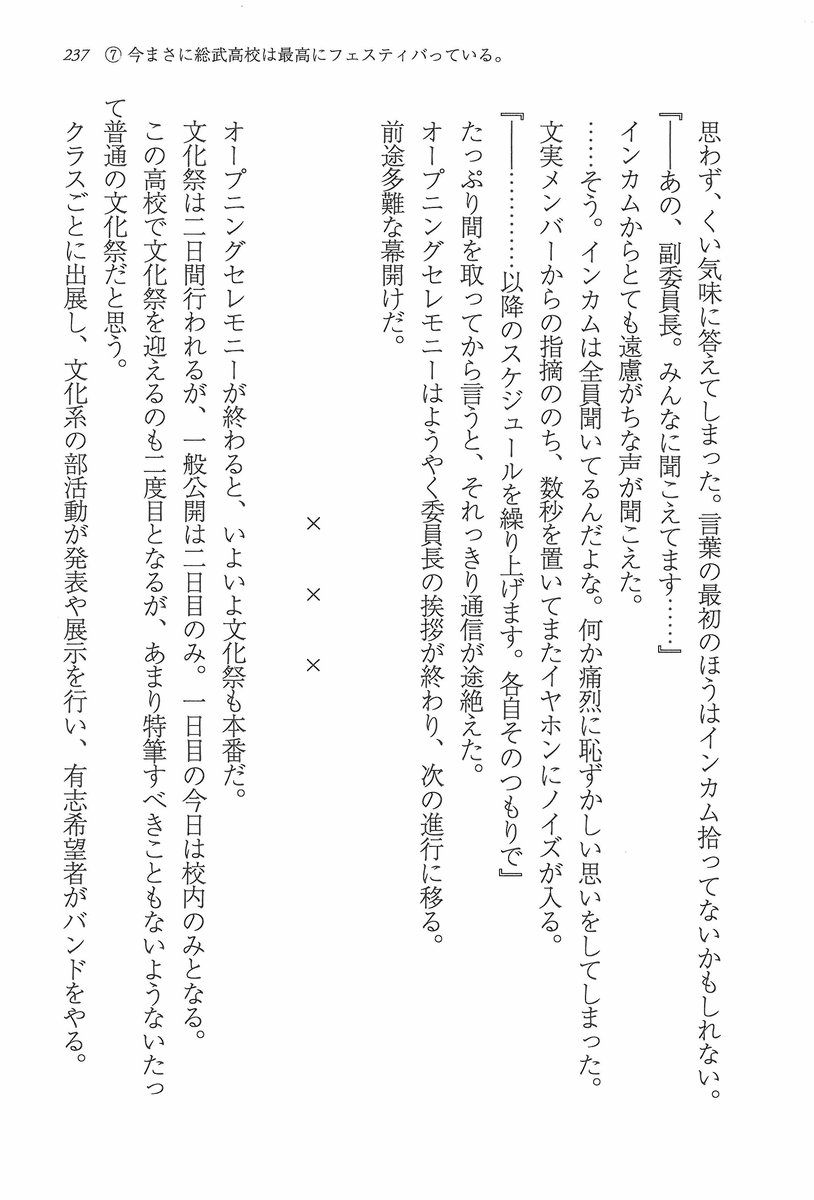 237 ⑦ 今まさに総武高校は最高にフェスティバっている。
思わず、くい気味に答えてしまった。言葉の最初のほうはインカム拾ってないかもしれない。
『――あの、副委員長。みんなに聞こえてます……』
インカムからとても遠慮がちな声が聞こえた。
……そう。インカムは全員聞いてるんだよな。何か痛烈に恥ずかしい思いをしてしまった。
文実メンバーからの指摘ののち、数秒を置いてまたイヤホンにノイズが入る。
『――…………以降のスケジュールを繰り上げます。各自そのつもりで』
たっぷり間を取ってから言うと、それっきり通信が途絶えた。
オープニングセレモニーはようやく委員長の挨拶が終わり、次の進行に移る。
前途多難な幕開けだ。
× × ×
オープニングセレモニーが終わると、いよいよ文化祭も本番だ。
文化祭は二日間行われるが、一般公開は二日目のみ。一日目の今日は校内のみとなる。
この高校で文化祭を迎えるのも二度目となるが、あまり特筆すべきこともないようないたっ
て普通の文化祭だと思う。
クラスごとに出展し、文化系の部活動が発表や展示を行い、有志希望者がバンドをやる。